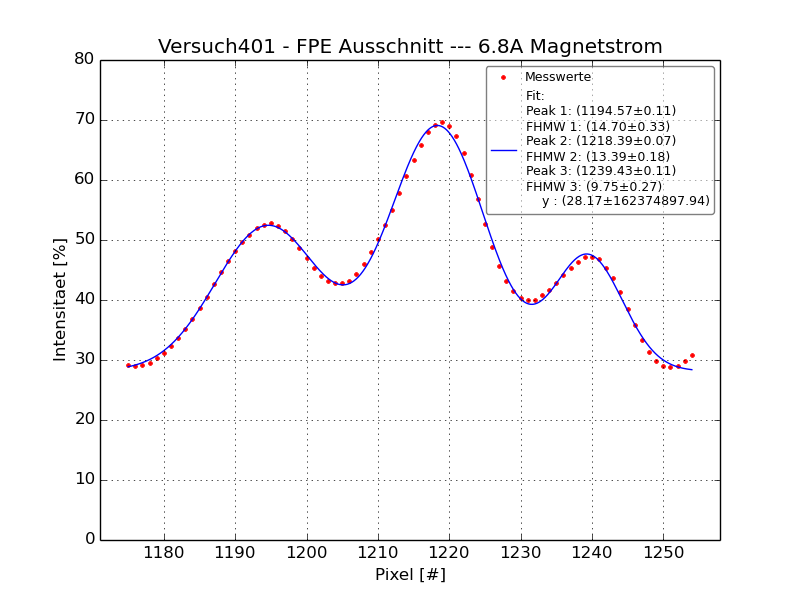 Versuch401 - FPE Ausschnitt --- 6.8A Magnetstrom
Messwerte
Fit:
Peak 1: (1194.57±0.11)
FHMW 1: (14.70±0.33)
Peak 2: (1218.39±0.07)
FHMW 2: (13.39±0.18)
Peak 3: (1239.43±0.11)
FHMW 3: (9.75±0.27)
y : (28.17±162374897.94)
Intensitaet [%]
80
70
60
50
40
30
20
10
0
1180 1190 1200 1210 1220 1230 1240 1250
Pixel [#]